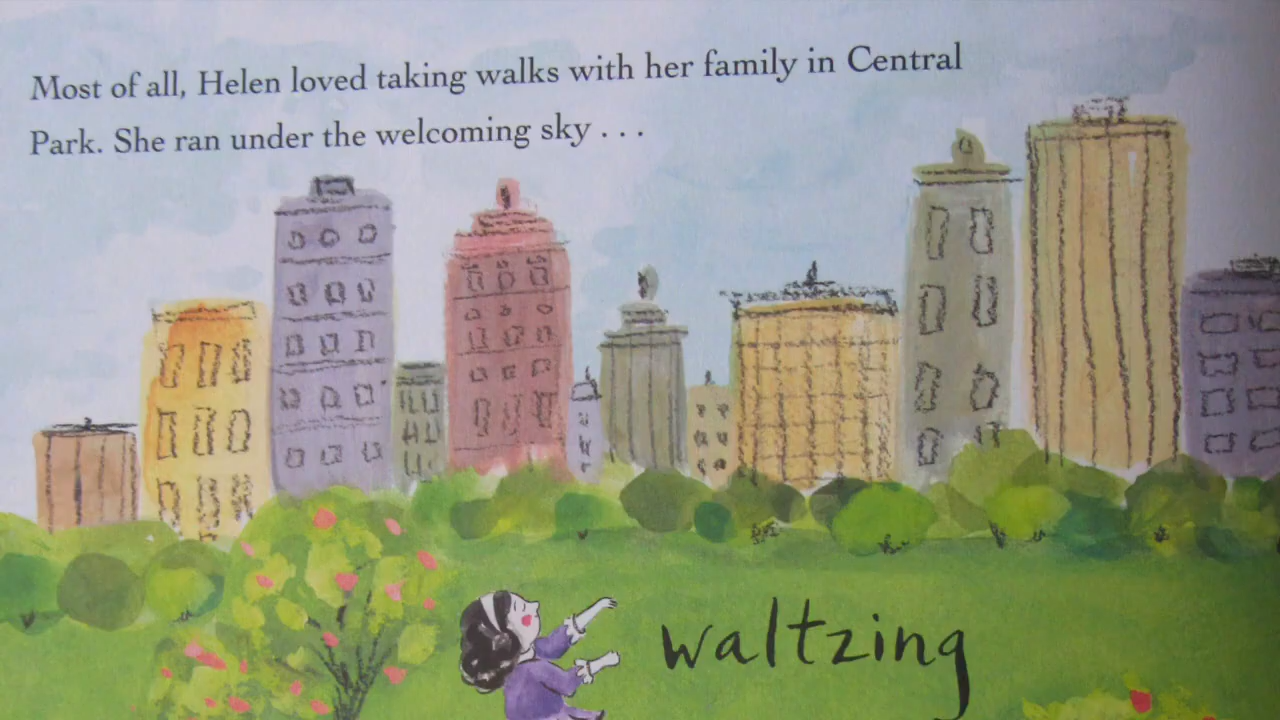 Most of all, Helen loved taking walks with her family in Central
Park. She ran under the welcoming sky . . .
waltzing